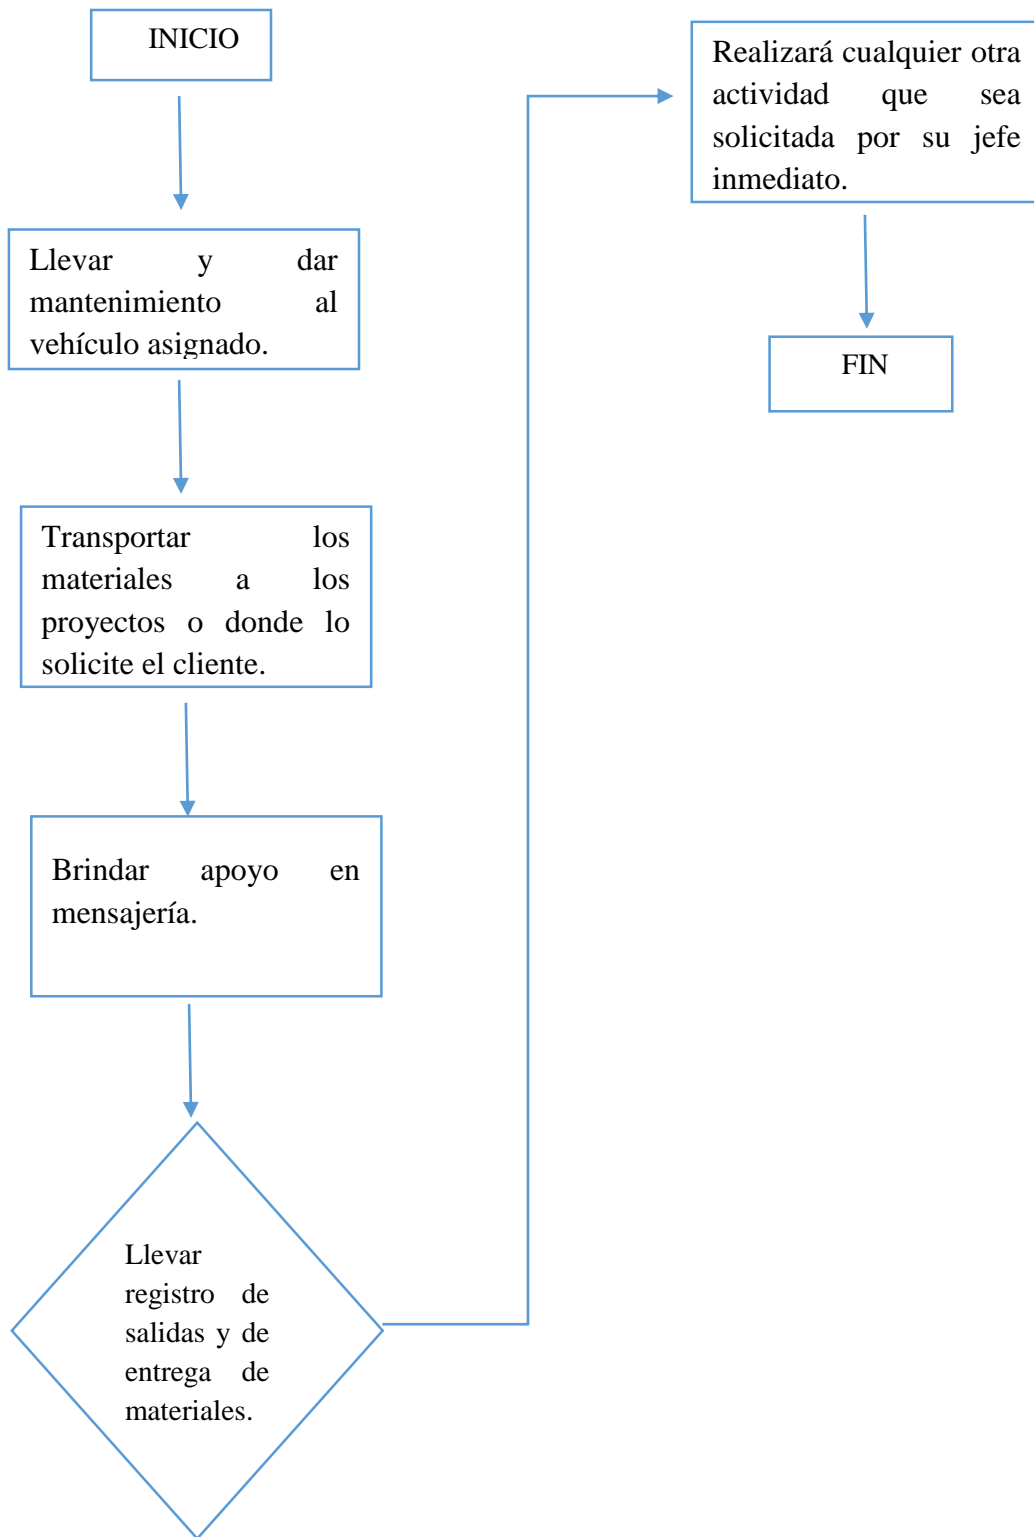 INICIO
Llevar y dar
mantenimiento al
vehículo asignado.
Transportar los
materiales a los
proyectos o donde lo
solicite el cliente.
Brindar apoyo en
mensajería.
Llevar
registro de
salidas y de
entrega de
materiales.
Realizará cualquier otra
actividad que sea
solicitada por su jefe
inmediato.
FIN